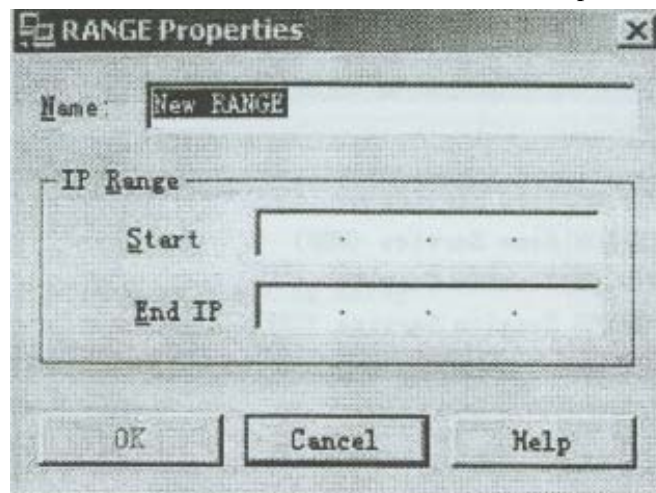 RANGE Properties
Name: New RANGE
IP Range
Start
End IP
OK Cancel Help